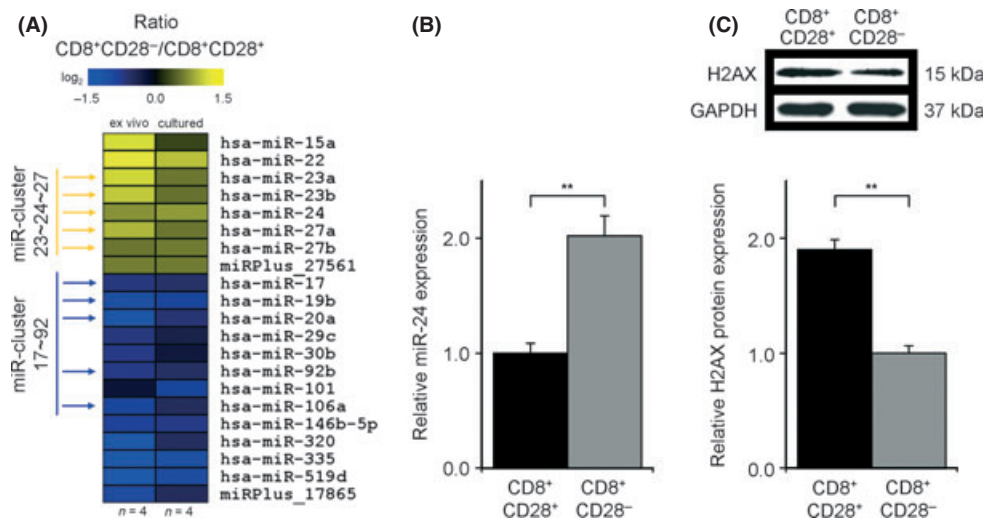 (A)
Ratio
CD8⁺CD28⁻/CD8⁺CD28⁺
log₂
–1.5 0.0 1.5
ex vivo cultured
hsa-miR-15a
hsa-miR-22
hsa-miR-23a
hsa-miR-23b
hsa-miR-24
hsa-miR-27a
hsa-miR-27b
miRPlus_27561
hsa-miR-17
hsa-miR-19b
hsa-miR-20a
hsa-miR-29c
hsa-miR-30b
hsa-miR-92b
hsa-miR-101
hsa-miR-106a
hsa-miR-146b-5p
hsa-miR-320
hsa-miR-335
hsa-miR-519d
miRPlus_17865
n = 4 n = 4
miR-cluster
23~24~27
miR-cluster
17~92
(B)
**
Relative miR-24 expression
2.0
1.0
0.0
CD8⁺
CD28⁺
CD8⁺
CD28⁻
(C)
CD8⁺
CD28⁺
CD8⁺
CD28⁻
H2AX 15 kDa
GAPDH 37 kDa
**
Relative H2AX protein expression
2.0
1.0
0.0
CD8⁺
CD28⁺
CD8⁺
CD28⁻